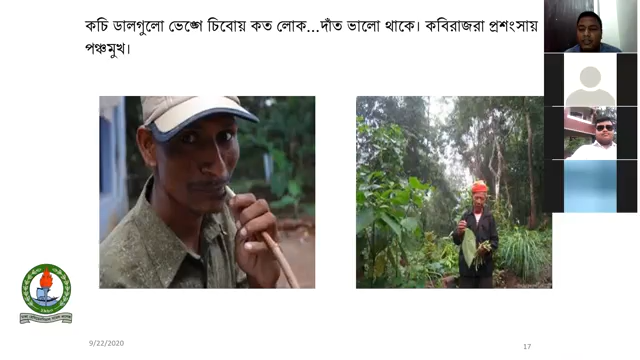 কচি ডালগুলো ভেঙ্গে চিবোয় কত লোক...দাঁত ভালো থাকে। কবিরাজরা প্রশংসায়
পঞ্চমুখ।
9/22/2020
17